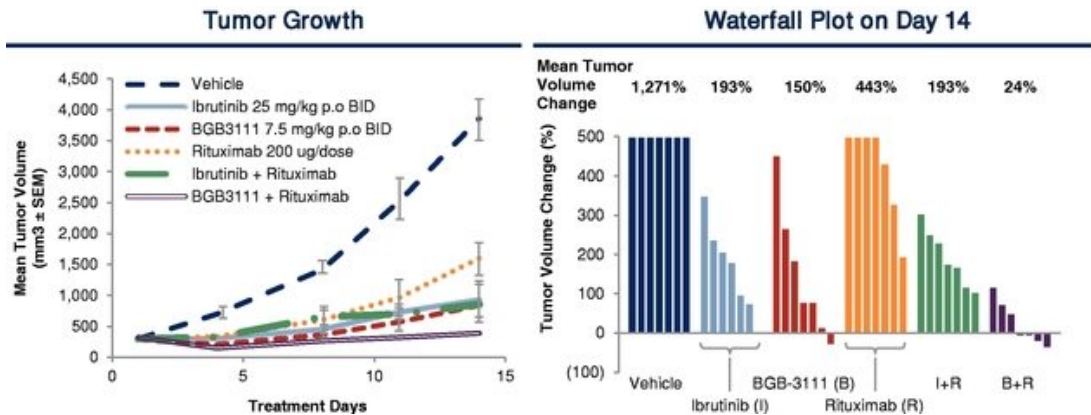 Tumor Growth
4,500
4,000
3,500
3,000
2,500
2,000
1,500
1,000
500
0
Mean Tumor Volume
(mm3 ± SEM)
Vehicle
Ibrutinib 25 mg/kg p.o BID
BGB3111 7.5 mg/kg p.o BID
Rituximab 200 ug/dose
Ibrutinib + Rituximab
BGB3111 + Rituximab
0 5 10 15
Treatment Days
Waterfall Plot on Day 14
Mean Tumor
Volume
Change
1,271% 193% 150% 443% 193% 24%
500
400
300
200
100
0
(100)
Tumor Volume Change (%)
Vehicle BGB-3111 (B) I+R B+R
Ibrutinib (I) Rituximab (R)